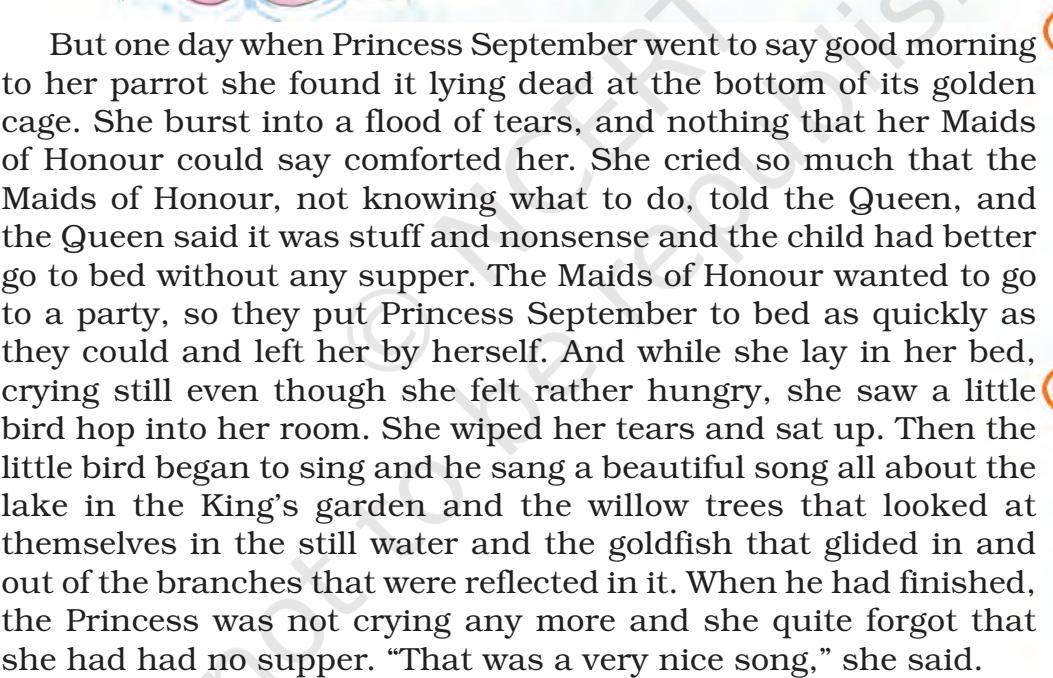 But one day when Princess September went to say good morning
to her parrot she found it lying dead at the bottom of its golden
cage. She burst into a flood of tears, and nothing that her Maids
of Honour could say comforted her. She cried so much that the
Maids of Honour, not knowing what to do, told the Queen, and
the Queen said it was stuff and nonsense and the child had better
go to bed without any supper. The Maids of Honour wanted to go
to a party, so they put Princess September to bed as quickly as
they could and left her by herself. And while she lay in her bed,
crying still even though she felt rather hungry, she saw a little
bird hop into her room. She wiped her tears and sat up. Then the
little bird began to sing and he sang a beautiful song all about the
lake in the King’s garden and the willow trees that looked at
themselves in the still water and the goldfish that glided in and
out of the branches that were reflected in it. When he had finished,
the Princess was not crying any more and she quite forgot that
she had had no supper. “That was a very nice song,” she said.
© NCERT
not to be republish